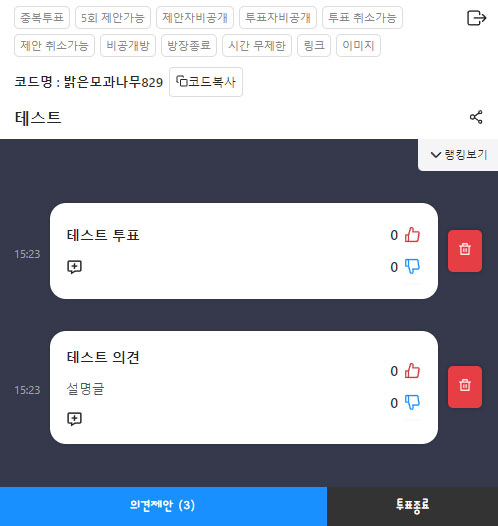 중복투표 5회 제안가능 제안자비공개 투표자비공개 투표 취소가능
제안 취소가능 비공개방 방장종료 시간 무제한 링크 이미지
코드명 : 밝은모과나무829 코드복사
테스트
랭킹보기
테스트 투표 0
15:23
0
테스트 의견
0
15:23 설명글
0
의견제안 (3) 투표종료